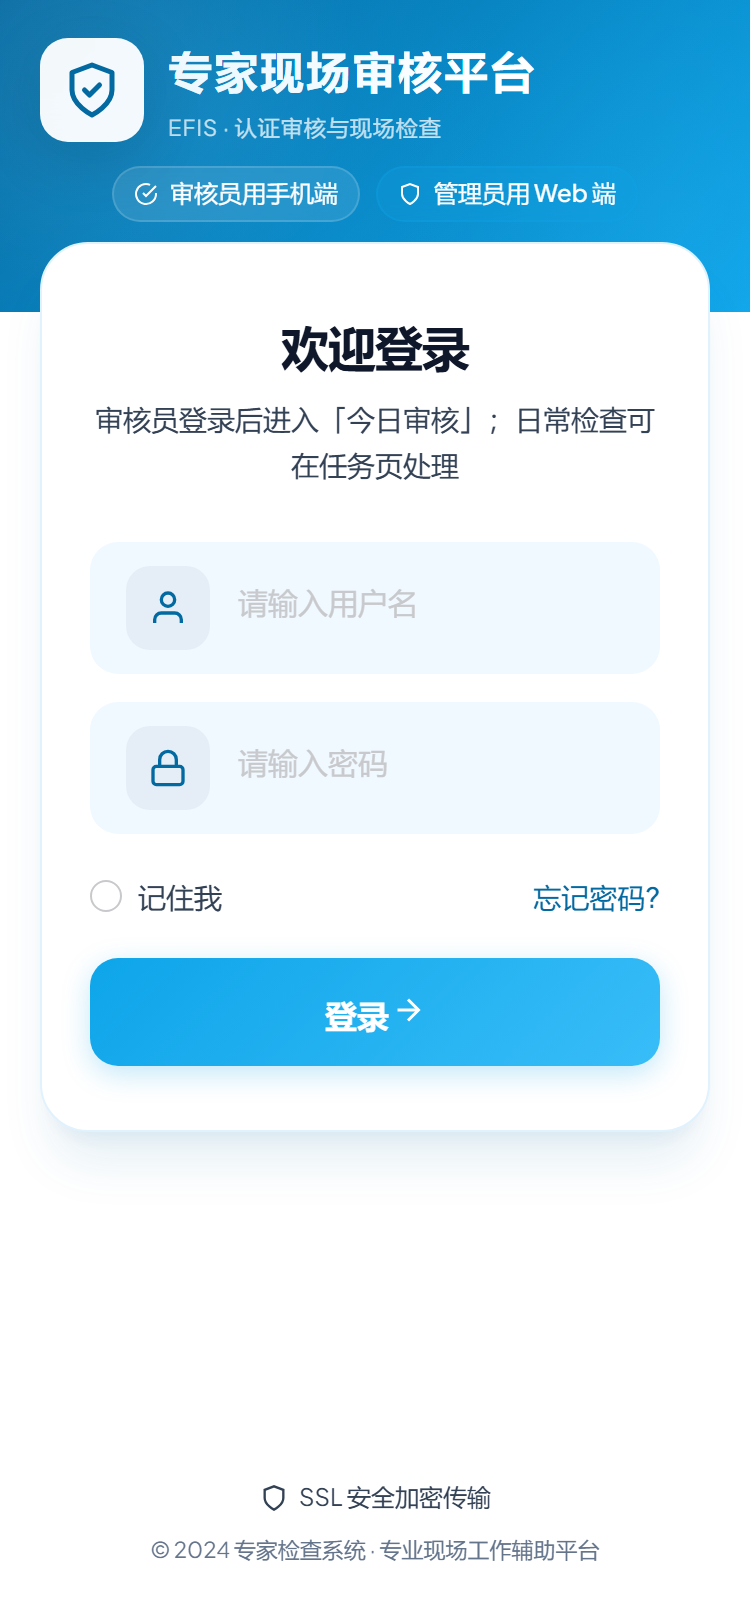 专家现场审核平台
EFIS · 认证审核与现场检查
审核员用手机端
管理员用 Web 端
欢迎登录
审核员登录后进入「今日审核」；日常检查可
在任务页处理
请输入用户名
请输入密码
记住我
忘记密码?
登录
SSL 安全加密传输
© 2024 专家检查系统 · 专业现场工作辅助平台